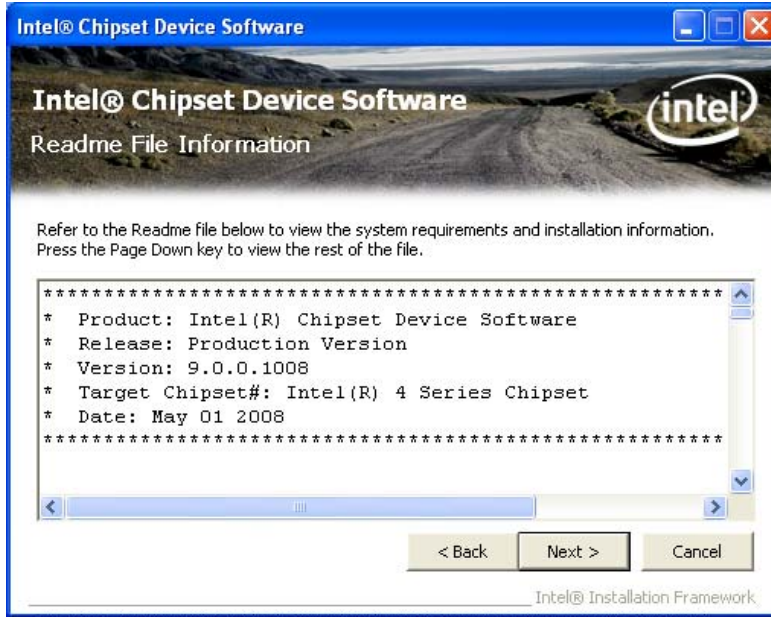 Intel® Chipset Device Software
Intel® Chipset Device Software
intel
Readme File Information
Refer to the Readme file below to view the system requirements and installation information.
Press the Page Down key to view the rest of the file.
********************************************************
* Product: Intel(R) Chipset Device Software
* Release: Production Version
* Version: 9.0.0.1008
* Target Chipset#: Intel(R) 4 Series Chipset
* Date: May 01 2008
********************************************************
< Back Next > Cancel
Intel® Installation Framework